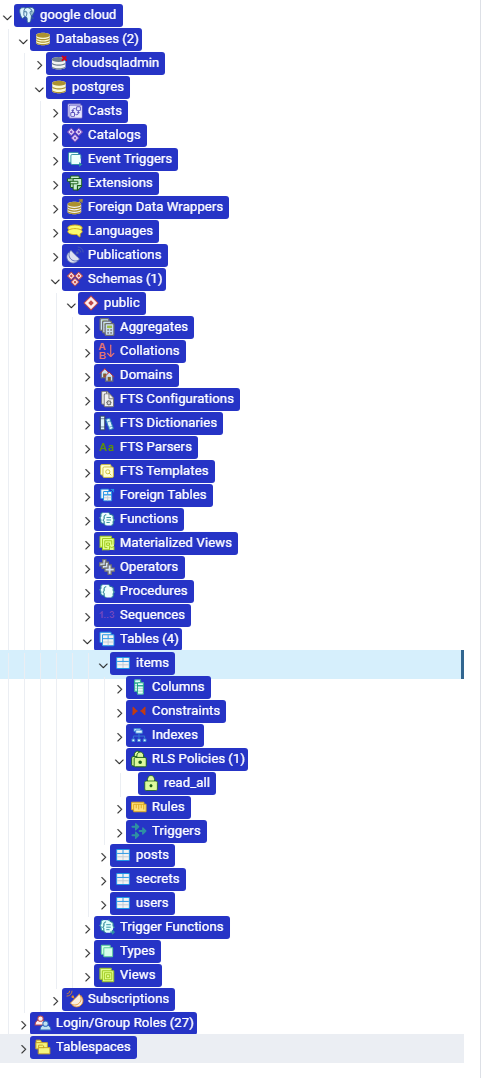 google cloud
Databases (2)
cloudsqladmin
postgres
Casts
Catalogs
Event Triggers
Extensions
Foreign Data Wrappers
Languages
Publications
Schemas (1)
public
Aggregates
Collations
Domains
FTS Configurations
FTS Dictionaries
Aa FTS Parsers
FTS Templates
Foreign Tables
Functions
Materialized Views
Operators
Procedures
1..3 Sequences
Tables (4)
items
Columns
Constraints
Indexes
RLS Policies (1)
read_all
Rules
Triggers
posts
secrets
users
Trigger Functions
Types
Views
Subscriptions
Login/Group Roles (27)
Tablespaces